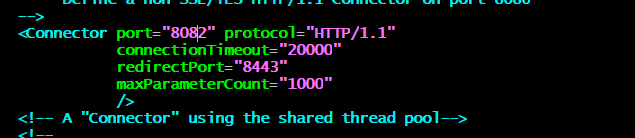 Define a non-SSL/TLS HTTP/1.1 Connector on port 8080
-->
<Connector port="8082" protocol="HTTP/1.1"
connectionTimeout="20000"
redirectPort="8443"
maxParameterCount="1000"
/>
<!-- A "Connector" using the shared thread pool-->
<!--